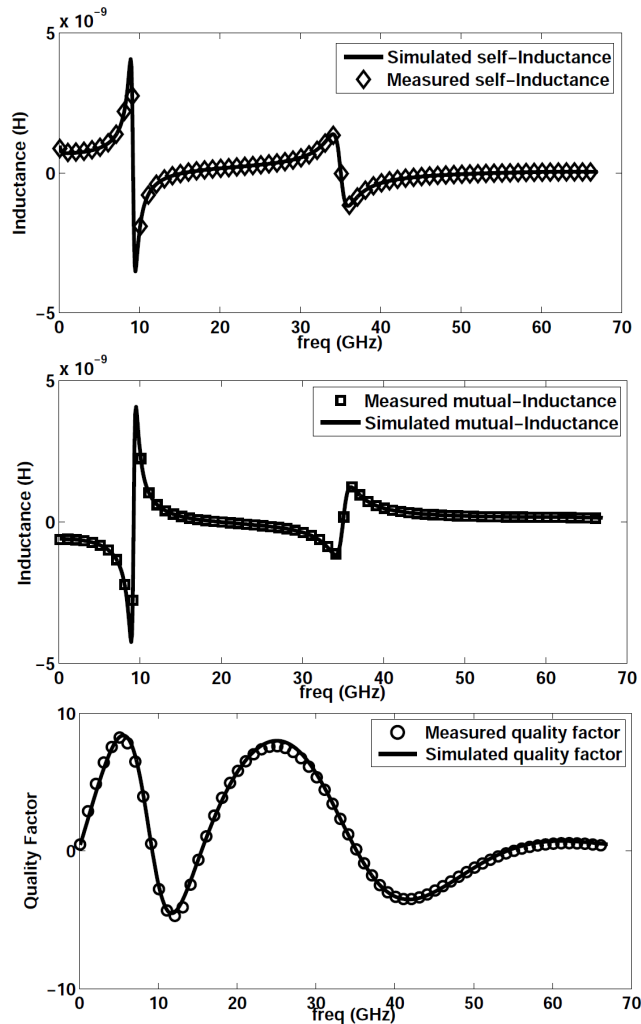 x 10^-9
5
Simulated self-Inductance
Measured self-Inductance
Inductance (H)
0
-5
0 10 20 30 40 50 60 70
freq (GHz)
x 10^-9
5
Measured mutual-Inductance
Simulated mutual-Inductance
Inductance (H)
0
-5
0 10 20 30 40 50 60 70
freq (GHz)
10
Measured quality factor
Simulated quality factor
Quality Factor
0
-10
0 10 20 30 40 50 60 70
freq (GHz)